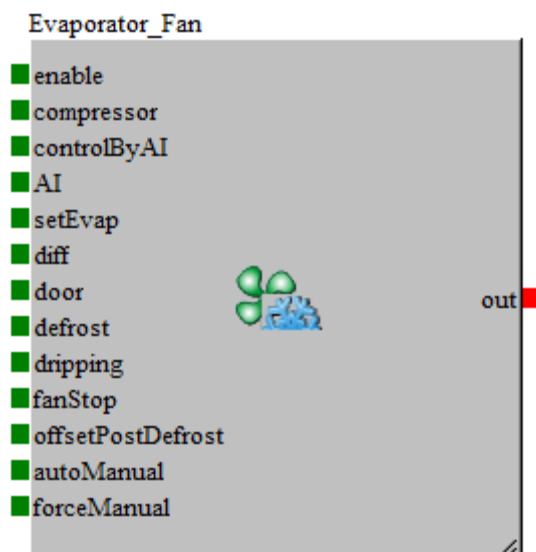 Evaporator_Fan
enable
compressor
controlByAI
AI
setEvap
diff
door
out
defrost
dripping
fanStop
offsetPostDefrost
autoManual
forceManual